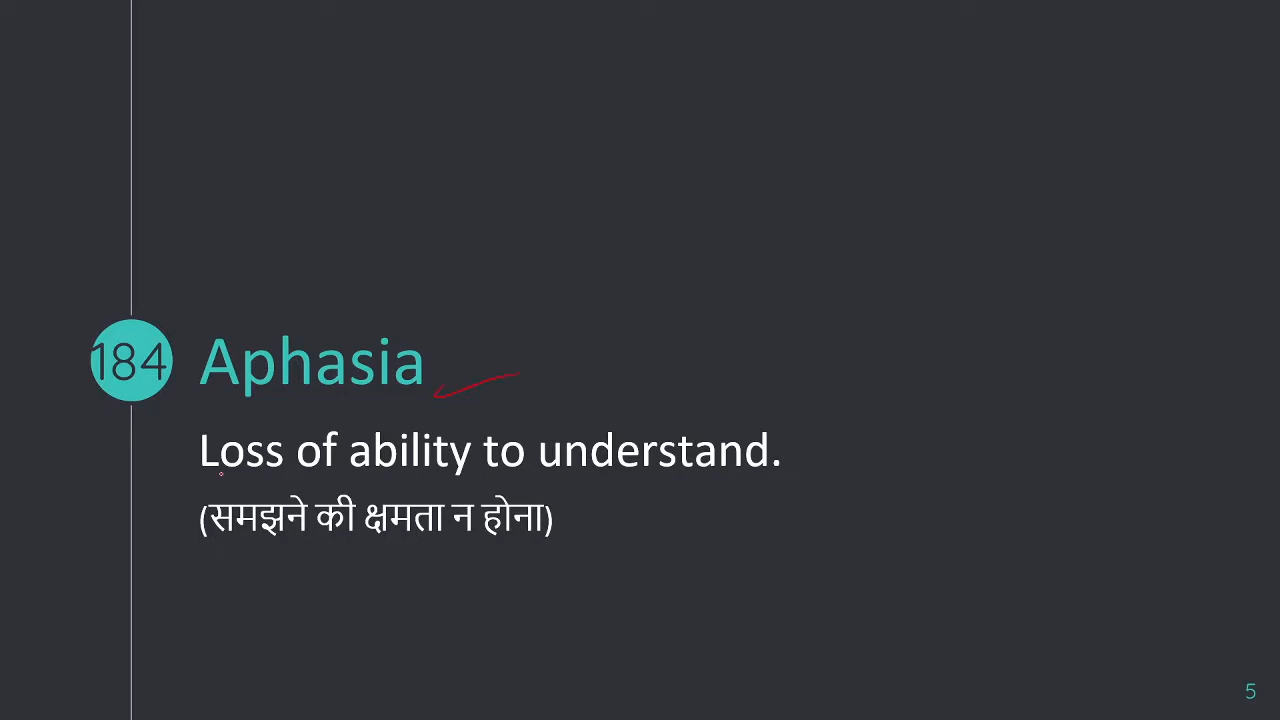 184 Aphasia
Loss of ability to understand.
(समझने की क्षमता न होना)
5